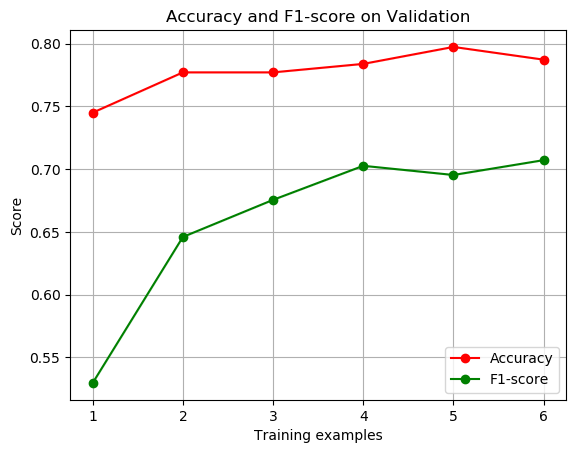 Accuracy and F1-score on Validation
0.80
0.75
0.70
0.65
0.60
0.55
Score
1 2 3 4 5 6
Training examples
Accuracy
F1-score